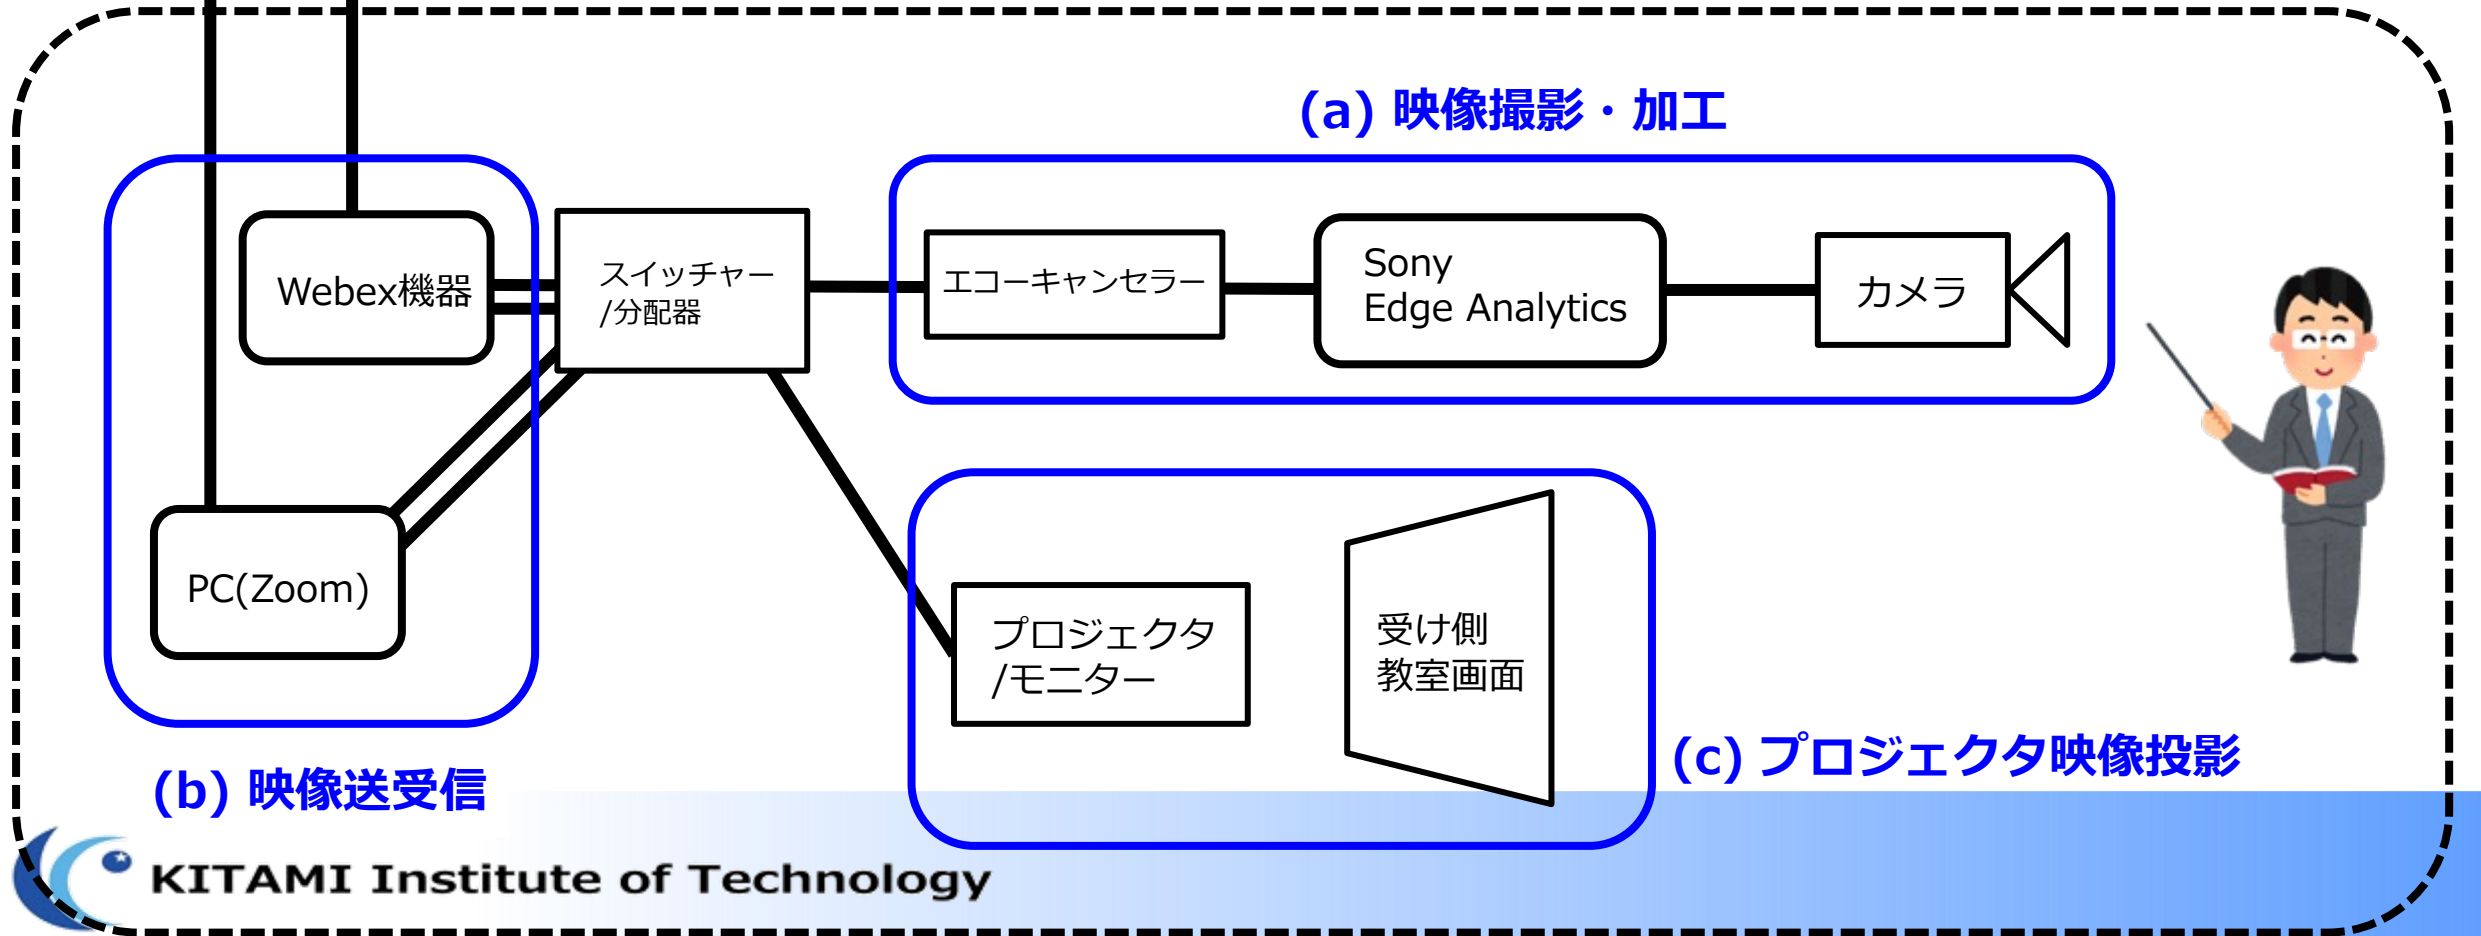 (a) 映像撮影・加工
Webex機器
スイッチャー
/分配器
エコーキャンセラー
Sony
Edge Analytics
カメラ
PC(Zoom)
プロジェクタ
/モニター
受け側
教室画面
(b) 映像送受信
(c) プロジェクタ映像投影
KITAMI Institute of Technology